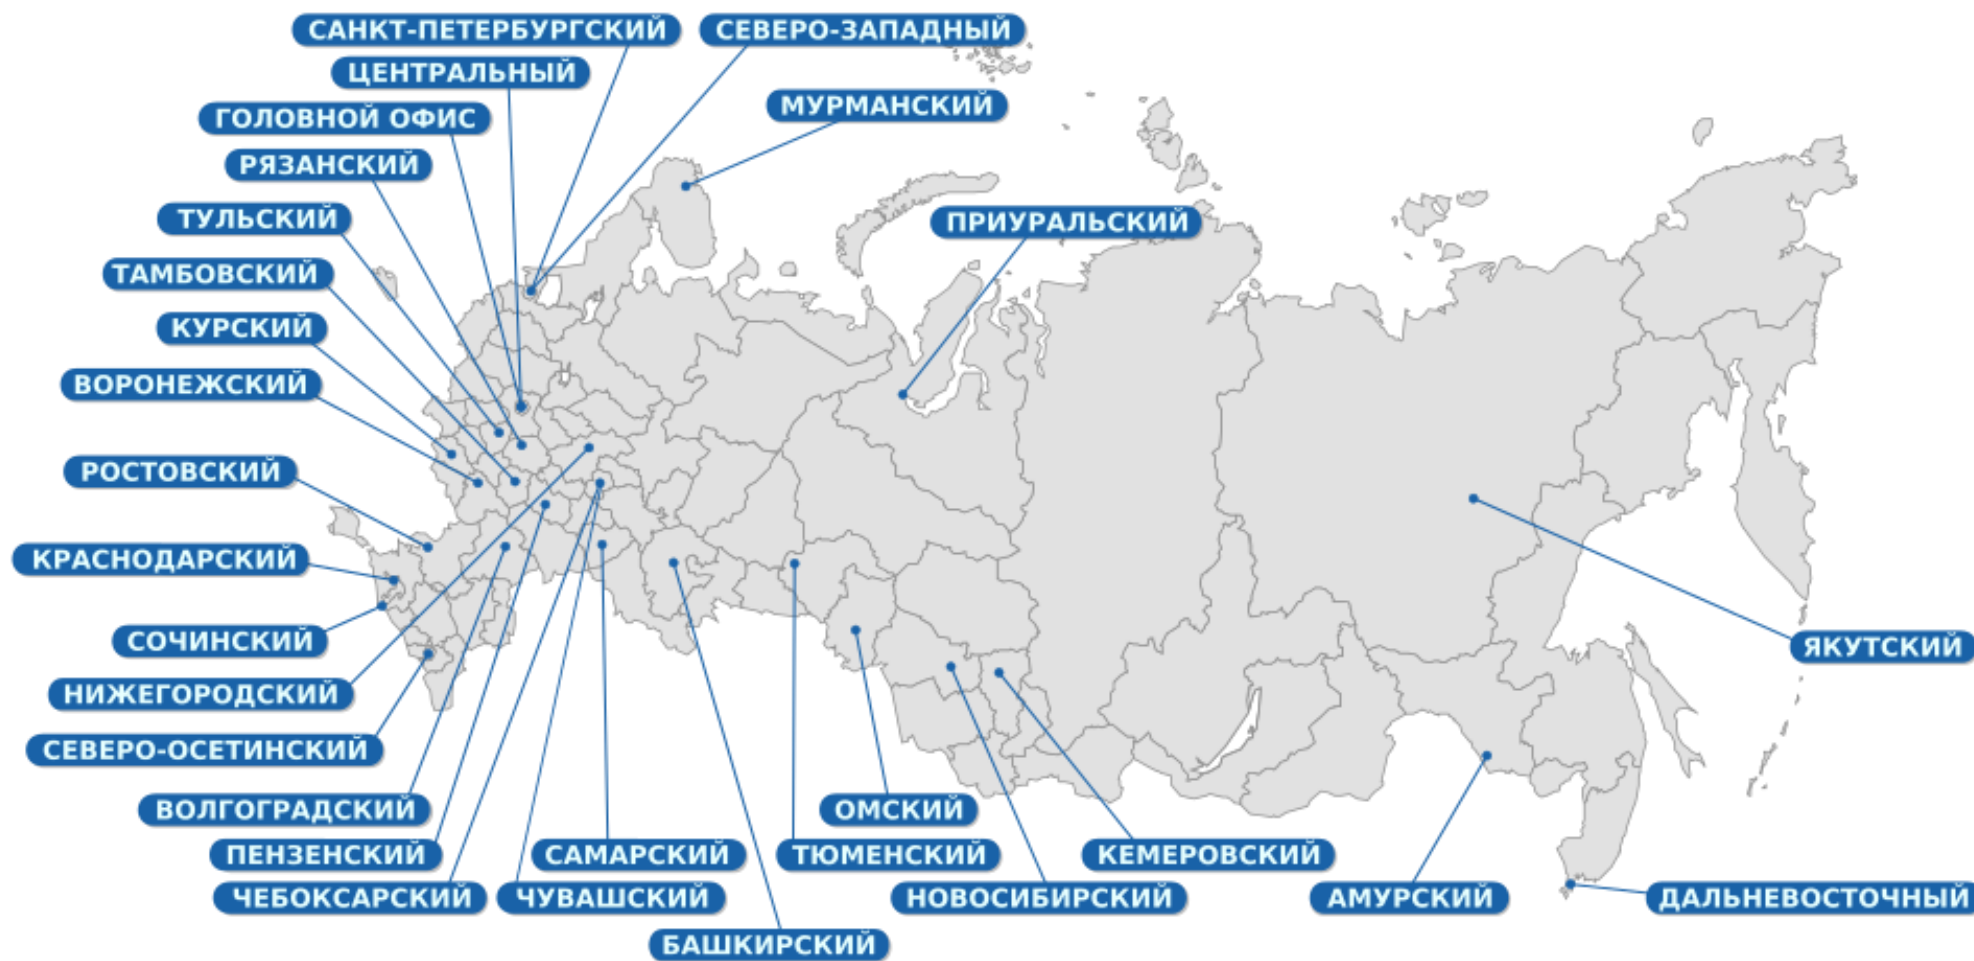 САНКТ-ПЕТЕРБУРГСКИЙ
СЕВЕРО-ЗАПАДНЫЙ
ЦЕНТРАЛЬНЫЙ
МУРМАНСКИЙ
ГОЛОВНОЙ ОФИС
РЯЗАНСКИЙ
ТУЛЬСКИЙ
ПРИУРАЛЬСКИЙ
ТАМБОВСКИЙ
КУРСКИЙ
ВОРОНЕЖСКИЙ
РОСТОВСКИЙ
КРАСНОДАРСКИЙ
СОЧИНСКИЙ
ЯКУТСКИЙ
НИЖЕГОРОДСКИЙ
СЕВЕРО-ОСЕТИНСКИЙ
ВОЛГОГРАДСКИЙ
ОМСКИЙ
ПЕНЗЕНСКИЙ
САМАРСКИЙ
ТЮМЕНСКИЙ
КЕМЕРОВСКИЙ
ЧЕБОКСАРСКИЙ
ЧУВАШСКИЙ
НОВОСИБИРСКИЙ
АМУРСКИЙ
ДАЛЬНЕВОСТОЧНЫЙ
БАШКИРСКИЙ